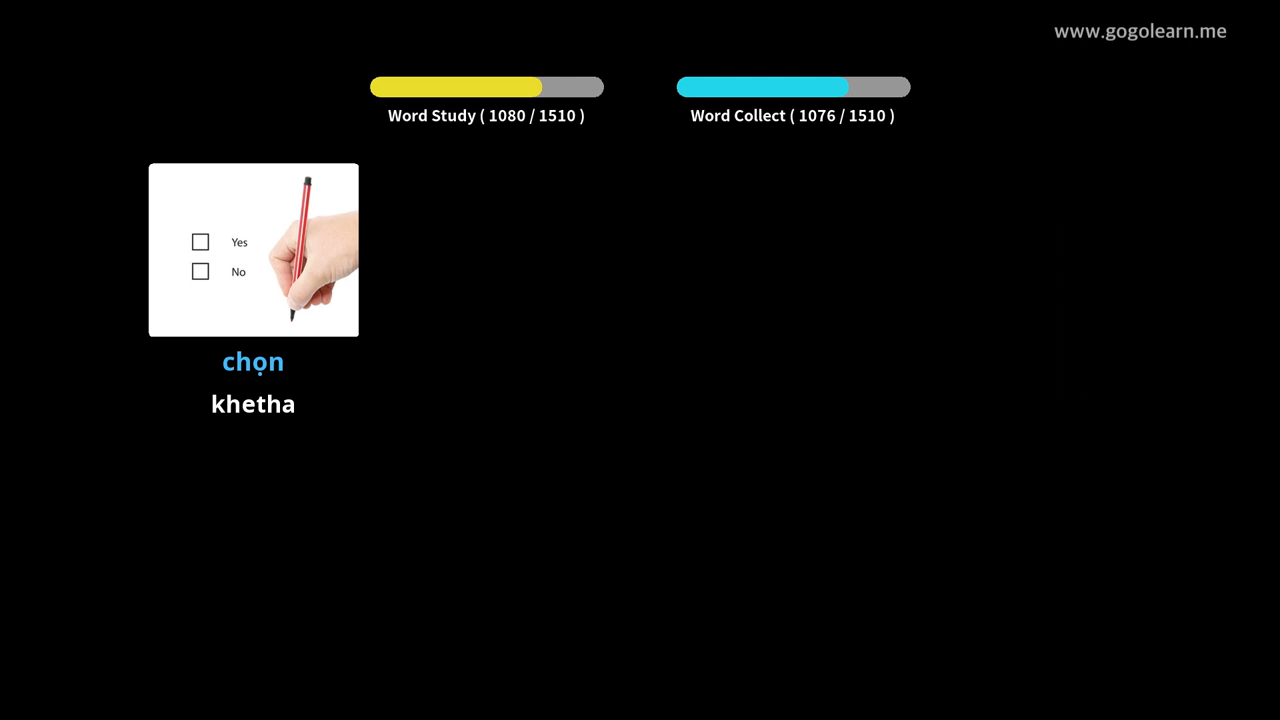 www.gogolearn.me
Word Study ( 1080 / 1510 )
Word Collect ( 1076 / 1510 )
Yes
No
chọn
khetha